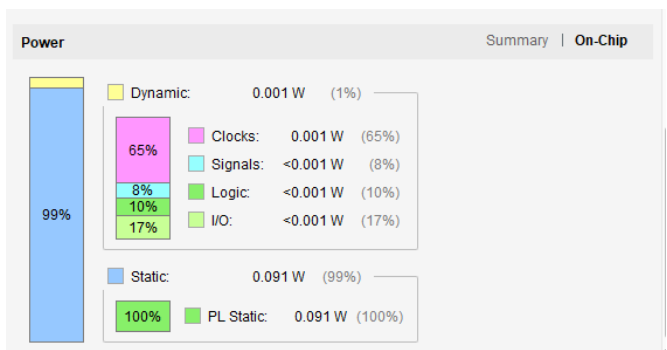 Power Summary | On-Chip
Dynamic: 0.001 W (1%)
65% Clocks: 0.001 W (65%)
Signals: <0.001 W (8%)
8%
Logic: <0.001 W (10%)
10%
99%
17% I/O: <0.001 W (17%)
Static: 0.091 W (99%)
100% PL Static: 0.091 W (100%)